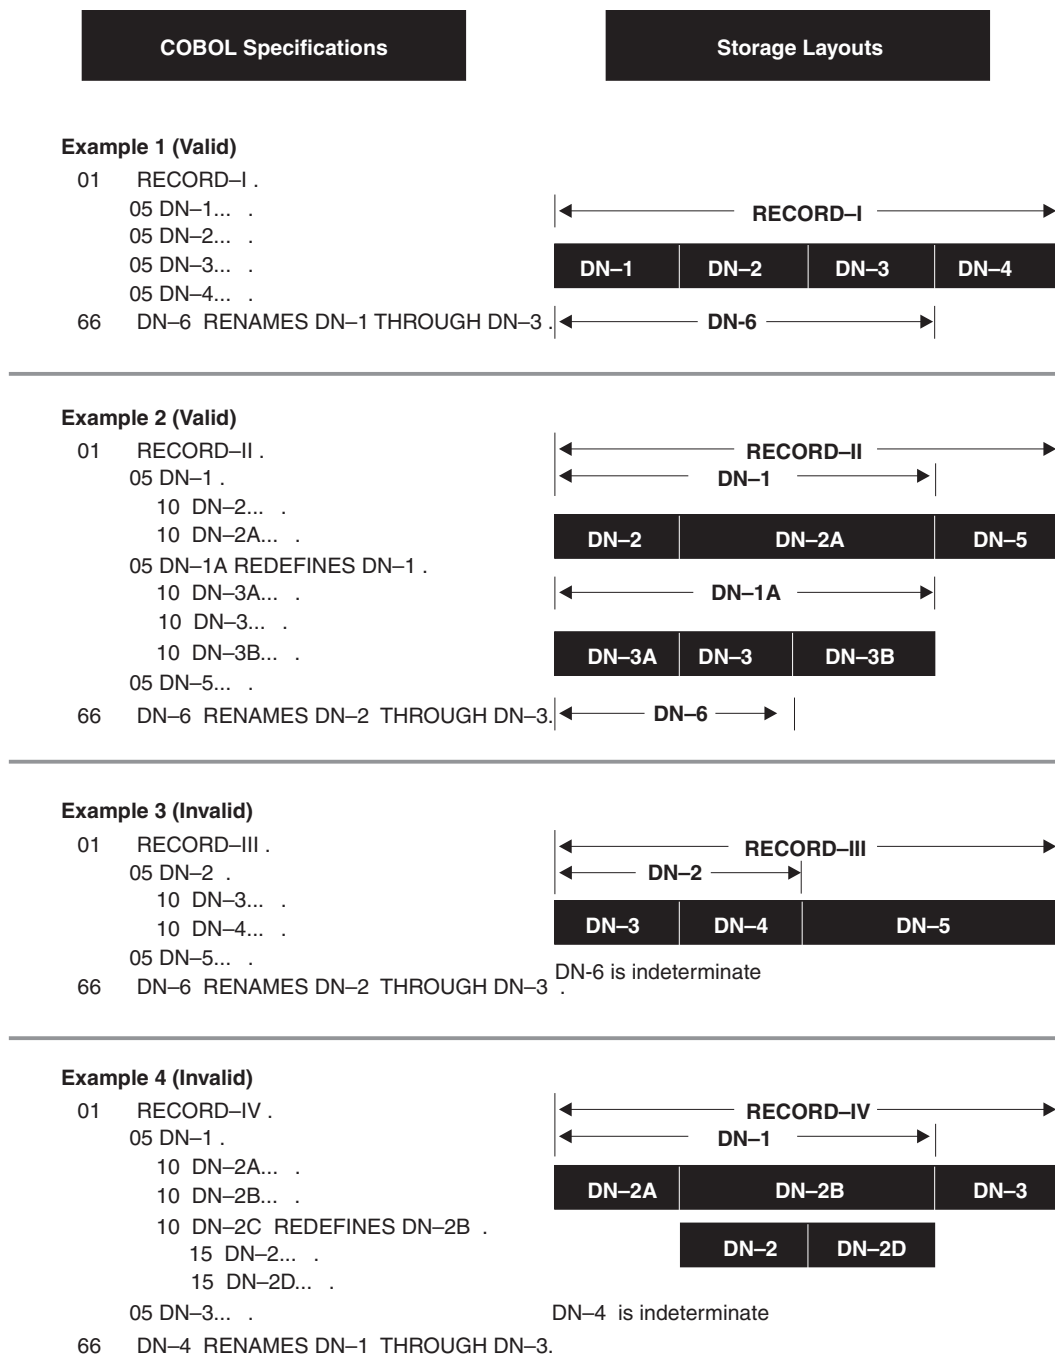 COBOL Specifications
Storage Layouts
Example 1 (Valid)
01 RECORD–I .
05 DN–1... .
05 DN–2... .
05 DN–3... .
05 DN–4... .
66 DN–6 RENAMES DN–1 THROUGH DN–3 .
RECORD–I
DN–1 DN–2 DN–3 DN–4
DN-6
Example 2 (Valid)
01 RECORD–II .
05 DN–1 .
10 DN–2... .
10 DN–2A... .
05 DN–1A REDEFINES DN–1 .
10 DN–3A... .
10 DN–3... .
10 DN–3B... .
05 DN–5... .
66 DN–6 RENAMES DN–2 THROUGH DN–3.
RECORD–II
DN–1
DN–2 DN–2A DN–5
DN–1A
DN–3A DN–3 DN–3B
DN–6
Example 3 (Invalid)
01 RECORD–III .
05 DN–2 .
10 DN–3... .
10 DN–4... .
05 DN–5... .
66 DN–6 RENAMES DN–2 THROUGH DN–3 .
RECORD–III
DN–2
DN–3 DN–4 DN–5
DN-6 is indeterminate
Example 4 (Invalid)
01 RECORD–IV .
05 DN–1 .
10 DN–2A... .
10 DN–2B... .
10 DN–2C REDEFINES DN–2B .
15 DN–2... .
15 DN–2D... .
05 DN–3... .
66 DN–4 RENAMES DN–1 THROUGH DN–3.
RECORD–IV
DN–1
DN–2A DN–2B DN–3
DN–2 DN–2D
DN–4 is indeterminate